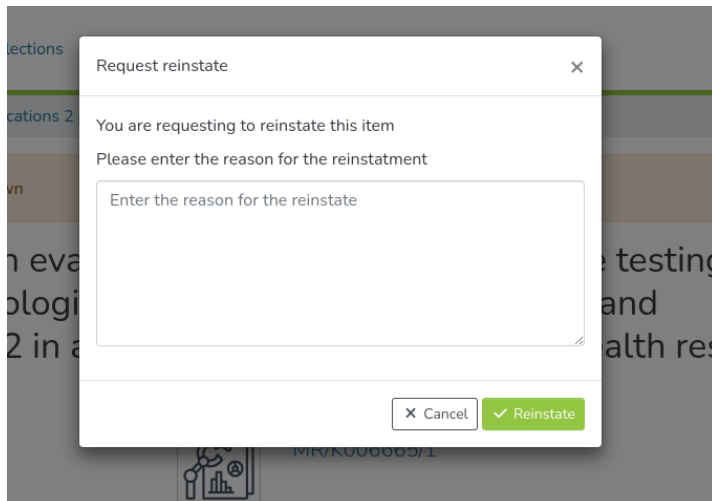 lections
Request reinstate
×
cations 2
You are requesting to reinstate this item
Please enter the reason for the reinstatment
wn
Enter the reason for the reinstate
n eva
e testing
ologi
and
2 in a
alth res
Cancel
Reinstate
MR/K006665/1